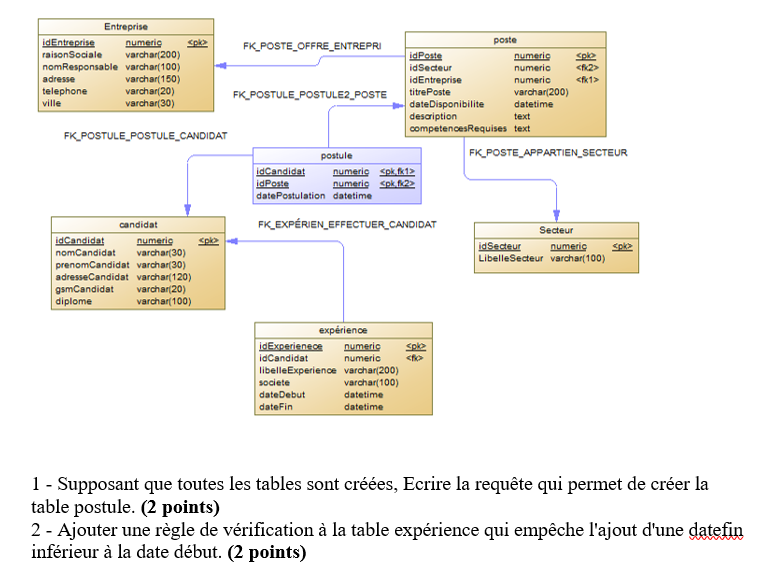 Entreprise
idEntreprise numeric <pk>
raisonSociale varchar(200)
nomResponsable varchar(100)
adresse varchar(150)
telephone varchar(20)
ville varchar(30)
FK_POSTE_OFFRE_ENTREPRI
poste
idPoste numeric <pk>
idSecteur numeric <fk2>
idEntreprise numeric <fk1>
titrePoste varchar(200)
dateDisponibilite datetime
description text
competencesRequises text
FK_POSTULE_POSTULE2_POSTE
FK_POSTULE_POSTULE_CANDIDAT
FK_POSTE_APPARTIEN_SECTEUR
postule
idCandidat numeric <pk,fk1>
idPoste numeric <pk,fk2>
datePostulation datetime
candidat
idCandidat numeric <pk>
nomCandidat varchar(30)
prenomCandidat varchar(30)
adresseCandidat varchar(120)
gsmCandidat varchar(20)
diplome varchar(100)
FK_EXPÉRIEN_EFFECTUER_CANDIDAT
Secteur
idSecteur numeric <pk>
LibelleSecteur varchar(100)
expérience
idExperienece numeric <pk>
idCandidat numeric <fk>
libelleExperience varchar(200)
societe varchar(100)
dateDebut datetime
dateFin datetime
1 - Supposant que toutes les tables sont créées, Ecrire la requête qui permet de créer la
table postule. (2 points)
2 - Ajouter une règle de vérification à la table expérience qui empêche l'ajout d'une datefin
inférieur à la date début. (2 points)